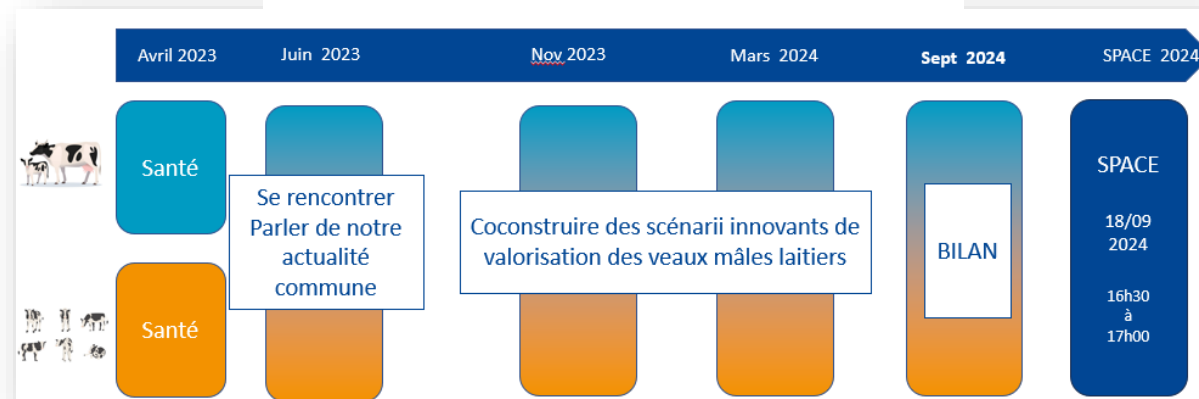 Avril 2023
Juin 2023
Nov 2023
Mars 2024
Sept 2024
SPACE 2024
Santé
Santé
Se rencontrer
Parler de notre
actualité
commune
Coconstruire des scénarii innovants de
valorisation des veaux mâles laitiers
BILAN
SPACE
18/09
2024
16h30
à
17h00